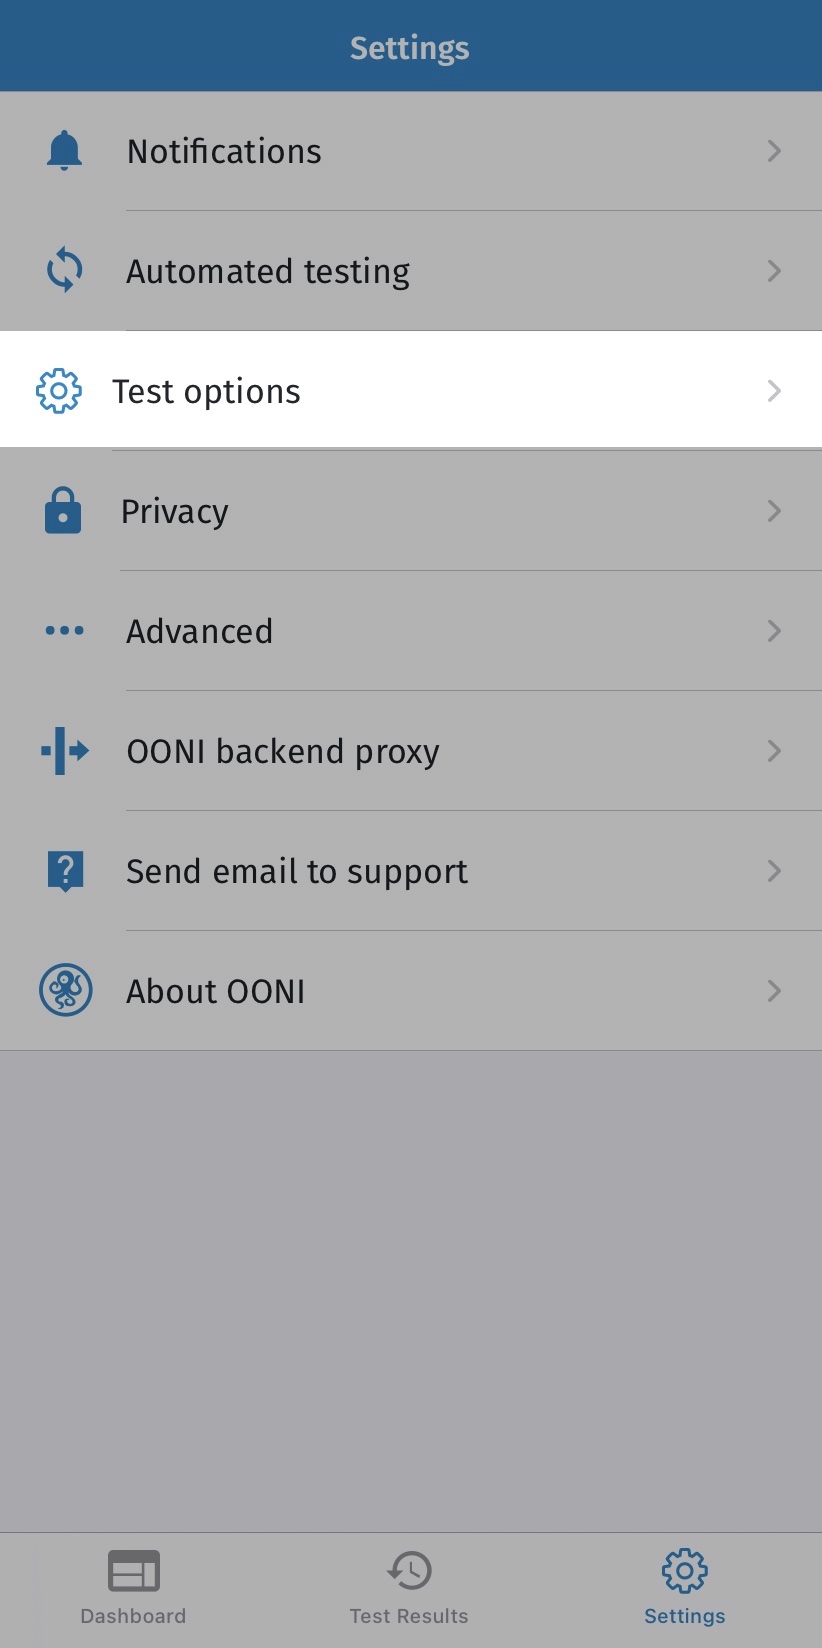 Settings
Notifications
Automated testing
Test options
Privacy
Advanced
OONI backend proxy
Send email to support
About OONI
Dashboard
Test Results
Settings